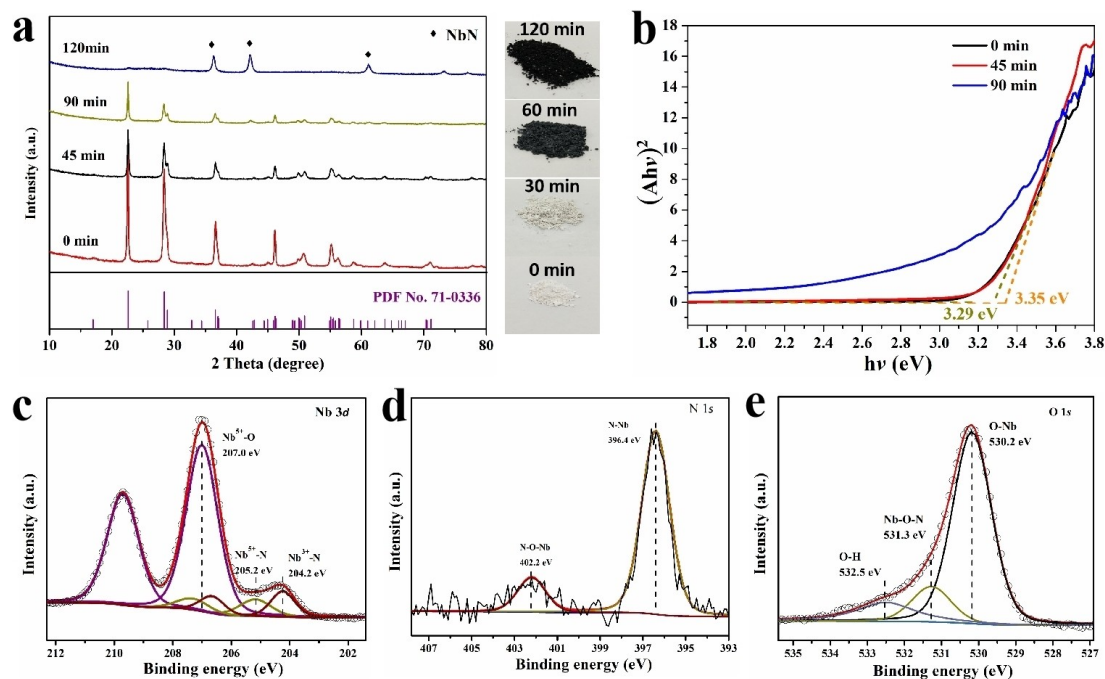 a
♦ NbN
120min
90 min
45 min
0 min
PDF No. 71-0336
Intensity (a.u.)
10 20 30 40 50 60 70 80
2 Theta (degree)
120 min
60 min
30 min
0 min
b
0 min
45 min
90 min
(Ahν)²
18
16
14
12
10
8
6
4
2
0
-2
3.35 eV
3.29 eV
1.8 2.0 2.2 2.4 2.6 2.8 3.0 3.2 3.4 3.6 3.8
hν (eV)
c
Nb 3d
Nb⁵⁺-O
207.0 eV
Nb⁵⁺-N
205.2 eV
Nb³⁺-N
204.2 eV
Intensity (a.u.)
212 210 208 206 204 202
Binding energy (eV)
d
N 1s
N-Nb
396.4 eV
N-O-Nb
402.2 eV
Intensity (a.u.)
407 405 403 401 399 397 395 393
Binding energy (eV)
e
O 1s
O-Nb
530.2 eV
Nb-O-N
531.3 eV
O-H
532.5 eV
Intensity (a.u.)
535 534 533 532 531 530 529 528 527
Binding energy (eV)